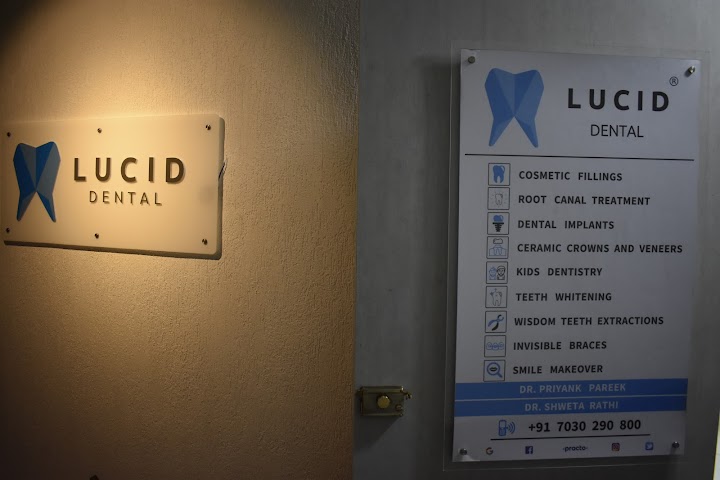 LUCID
DENTAL
LUCID®
DENTAL
COSMETIC FILLINGS
ROOT CANAL TREATMENT
DENTAL IMPLANTS
CERAMIC CROWNS AND VENEERS
KIDS DENTISTRY
TEETH WHITENING
WISDOM TEETH EXTRACTIONS
INVISIBLE BRACES
SMILE MAKEOVER
DR. PRIYANK PAREEK
DR. SHWETA RATHI
+91 7030 290 800
-practo-